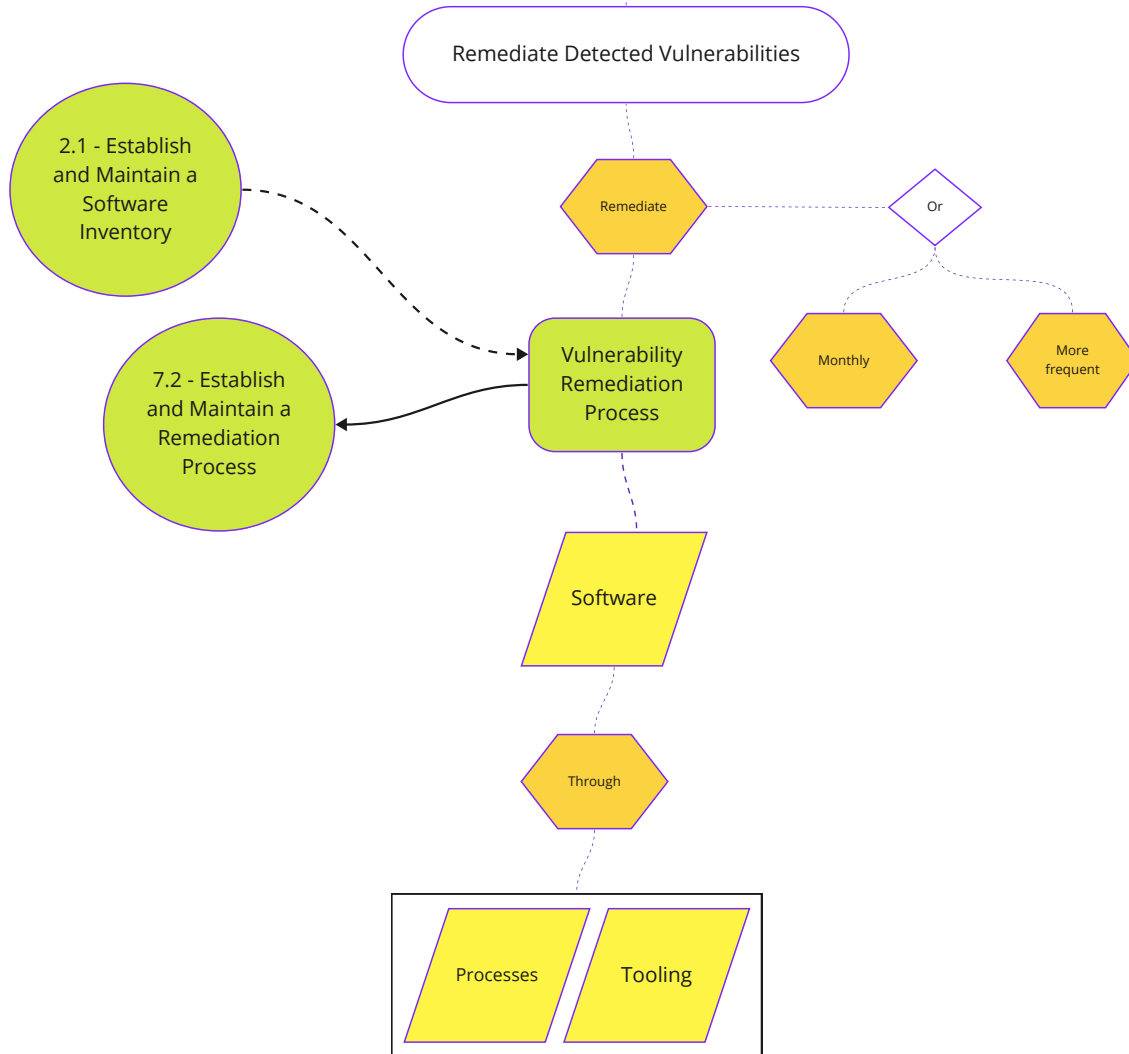 Remediate Detected Vulnerabilities
2.1 - Establish
and Maintain a
Software
Inventory
Remediate
Or
Vulnerability
Remediation
Process
Monthly
More
frequent
7.2 - Establish
and Maintain a
Remediation
Process
Software
Through
Processes
Tooling